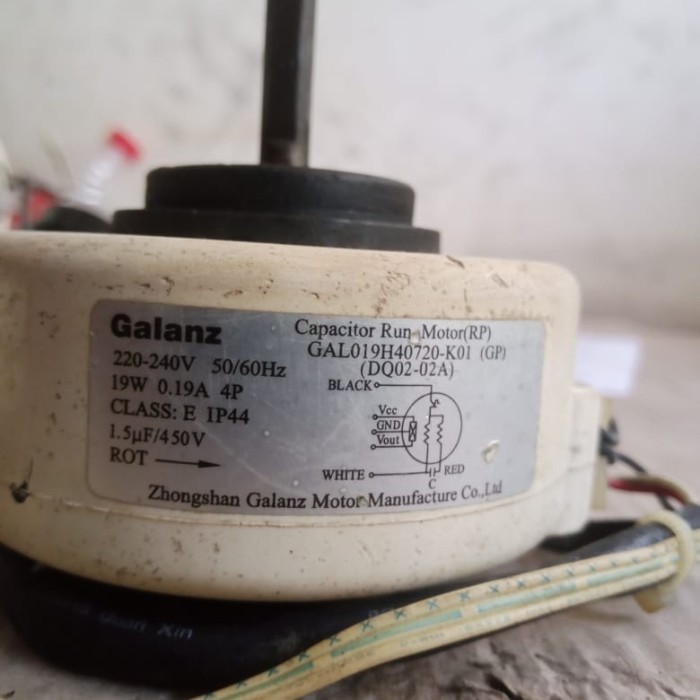 Galanz
Capacitor Run Motor(RP)
GAL019H40720-K01 (GP)
(DQ02-02A)
220-240V 50/60Hz
19W 0.19A 4P
CLASS: E IP44
1.5μF/450V
ROT
BLACK
Vcc
GND
Vout
WHITE
RED
C
Zhongshan Galanz Motor Manufacture Co.,Ltd
Xin